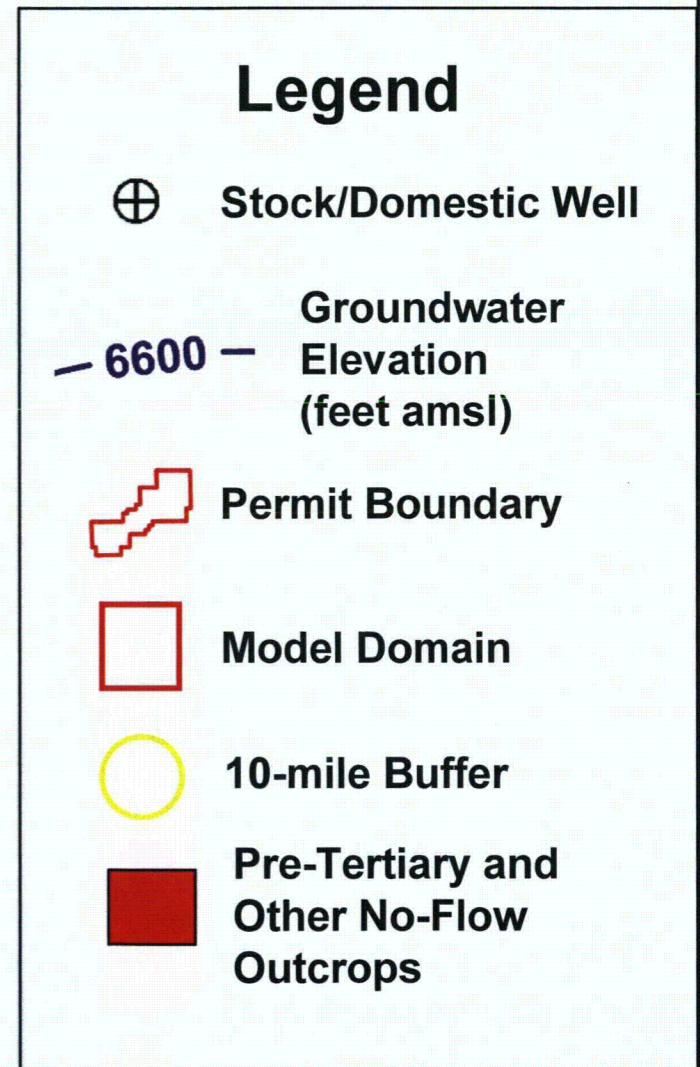 Legend
Stock/Domestic Well
— 6600 —
Groundwater
Elevation
(feet amsl)
Permit Boundary
Model Domain
10-mile Buffer
Pre-Tertiary and
Other No-Flow
Outcrops